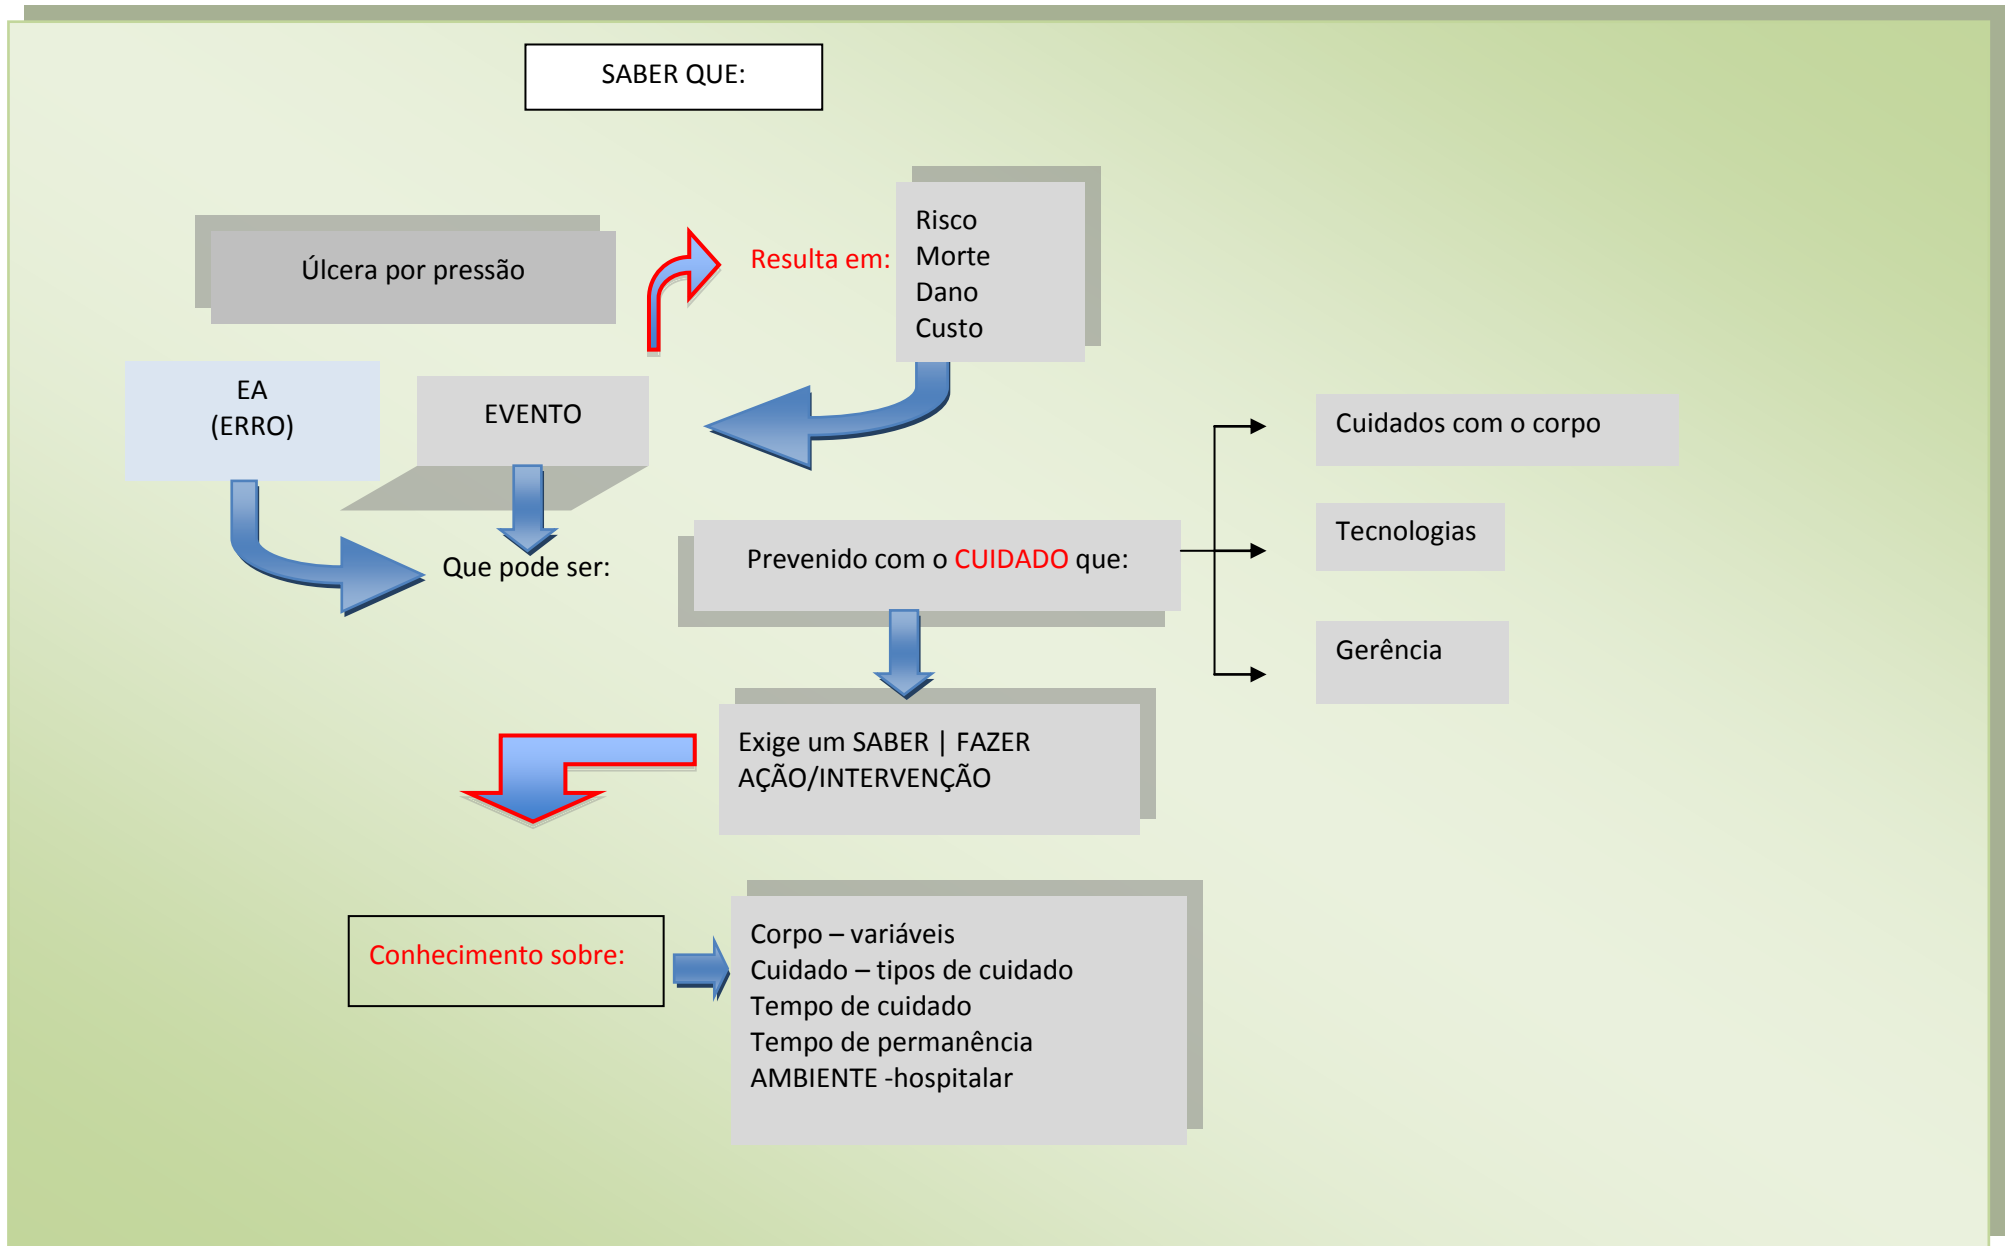 SABER QUE:
Úlcera por pressão
Resulta em:
Risco
Morte
Dano
Custo
EA
(ERRO)
EVENTO
Que pode ser:
Prevenido com o CUIDADO que:
Cuidados com o corpo
Tecnologias
Gerência
Exige um SABER | FAZER
AÇÃO/INTERVENÇÃO
Conhecimento sobre:
Corpo – variáveis
Cuidado – tipos de cuidado
Tempo de cuidado
Tempo de permanência
AMBIENTE -hospitalar